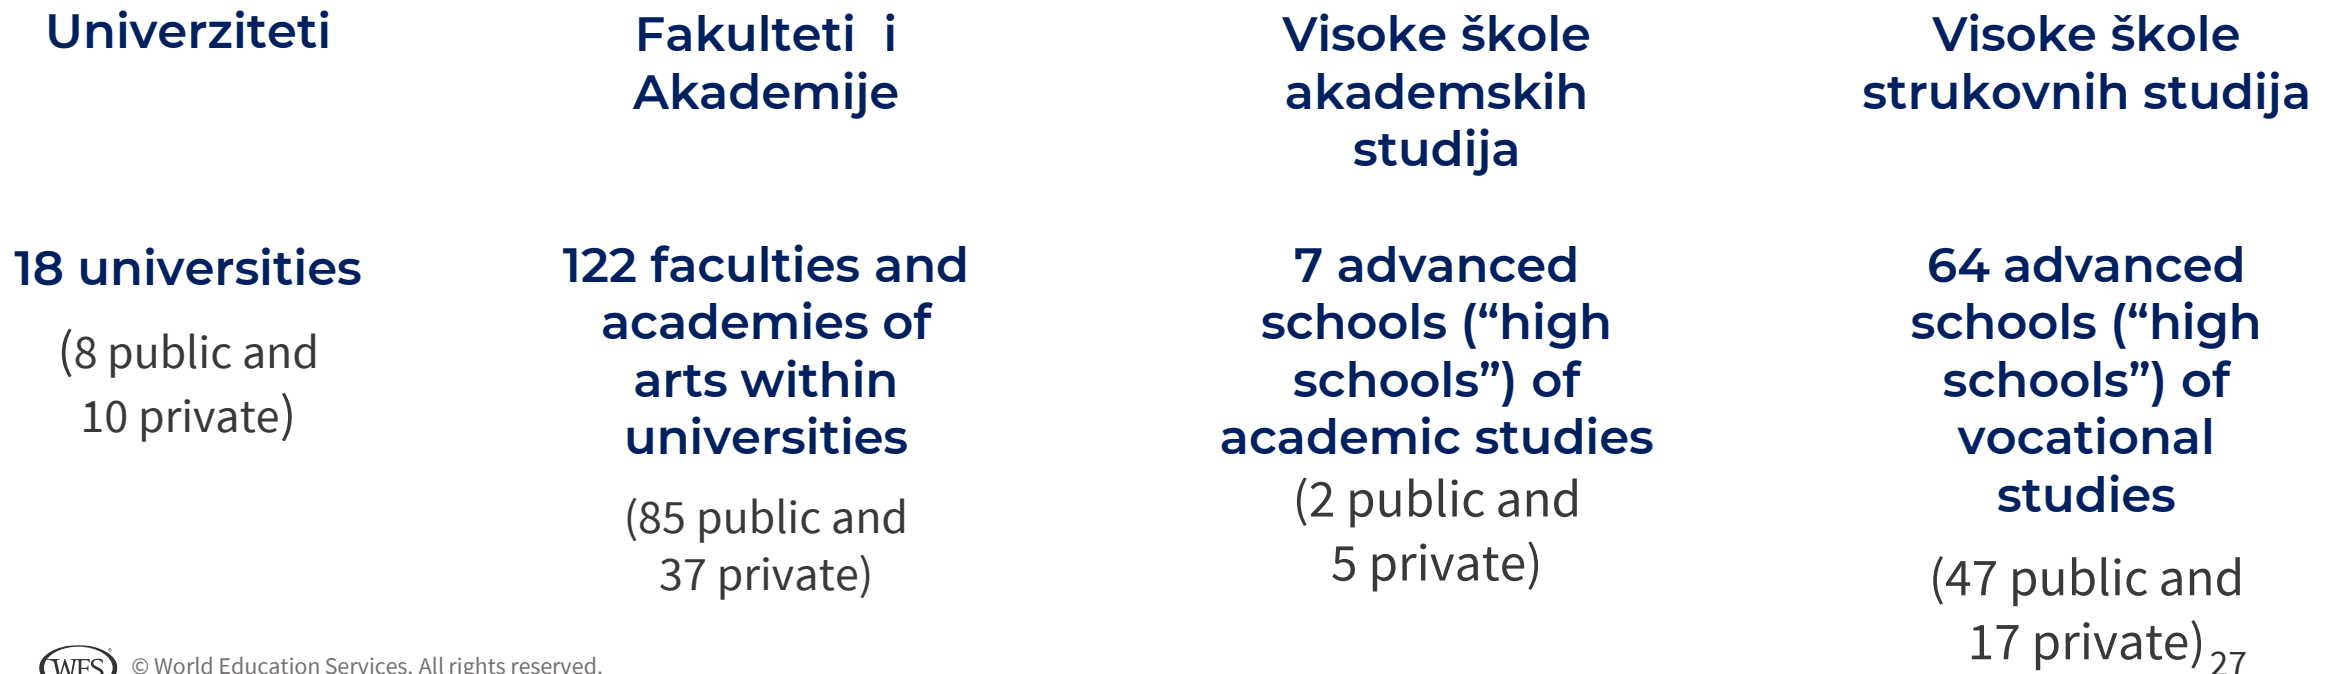 Univerziteti
18 universities
(8 public and
10 private)
Fakulteti i
Akademije
122 faculties and
academies of
arts within
universities
(85 public and
37 private)
Visoke škole
akademskih
studija
7 advanced
schools (“high
schools”) of
academic studies
(2 public and
5 private)
Visoke škole
strukovnih studija
64 advanced
schools (“high
schools”) of
vocational
studies
(47 public and
17 private)
WES © World Education Services. All rights reserved.
27